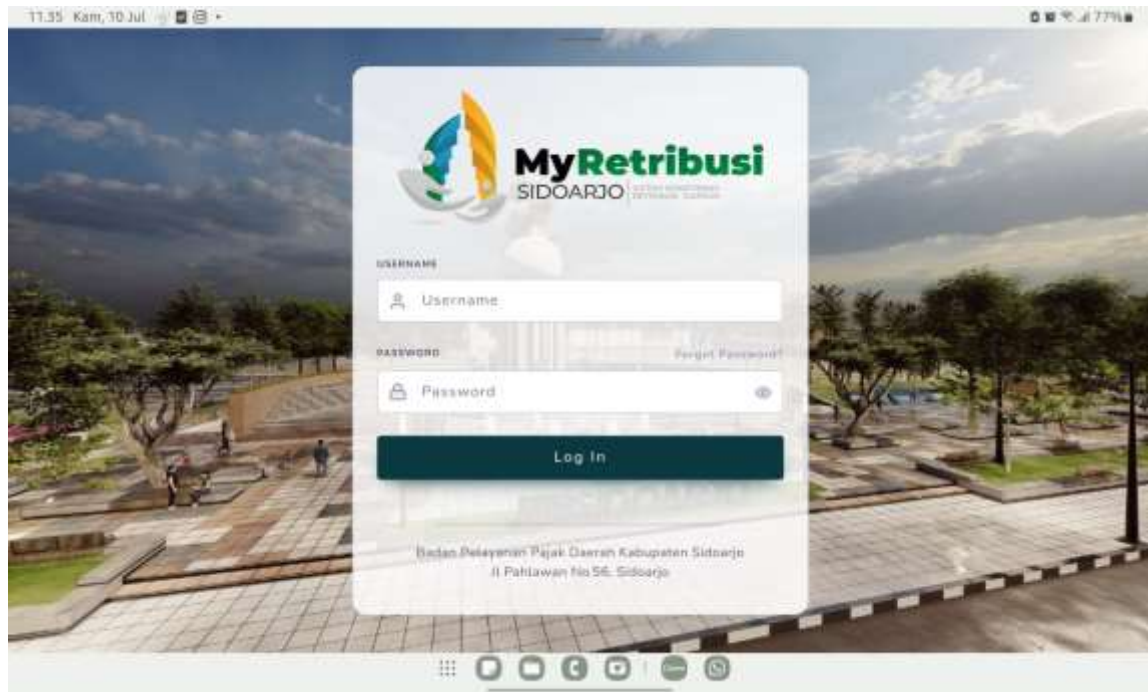 11.35 Kam, 10 Jul
77%
MyRetribusi
SIDOARJO
USERNAME
Username
PASSWORD
Forgot Password?
Password
Log In
Badan Pelayanan Pajak Daerah Kabupaten Sidoarjo
Jl Pahlawan No 56, Sidoarjo